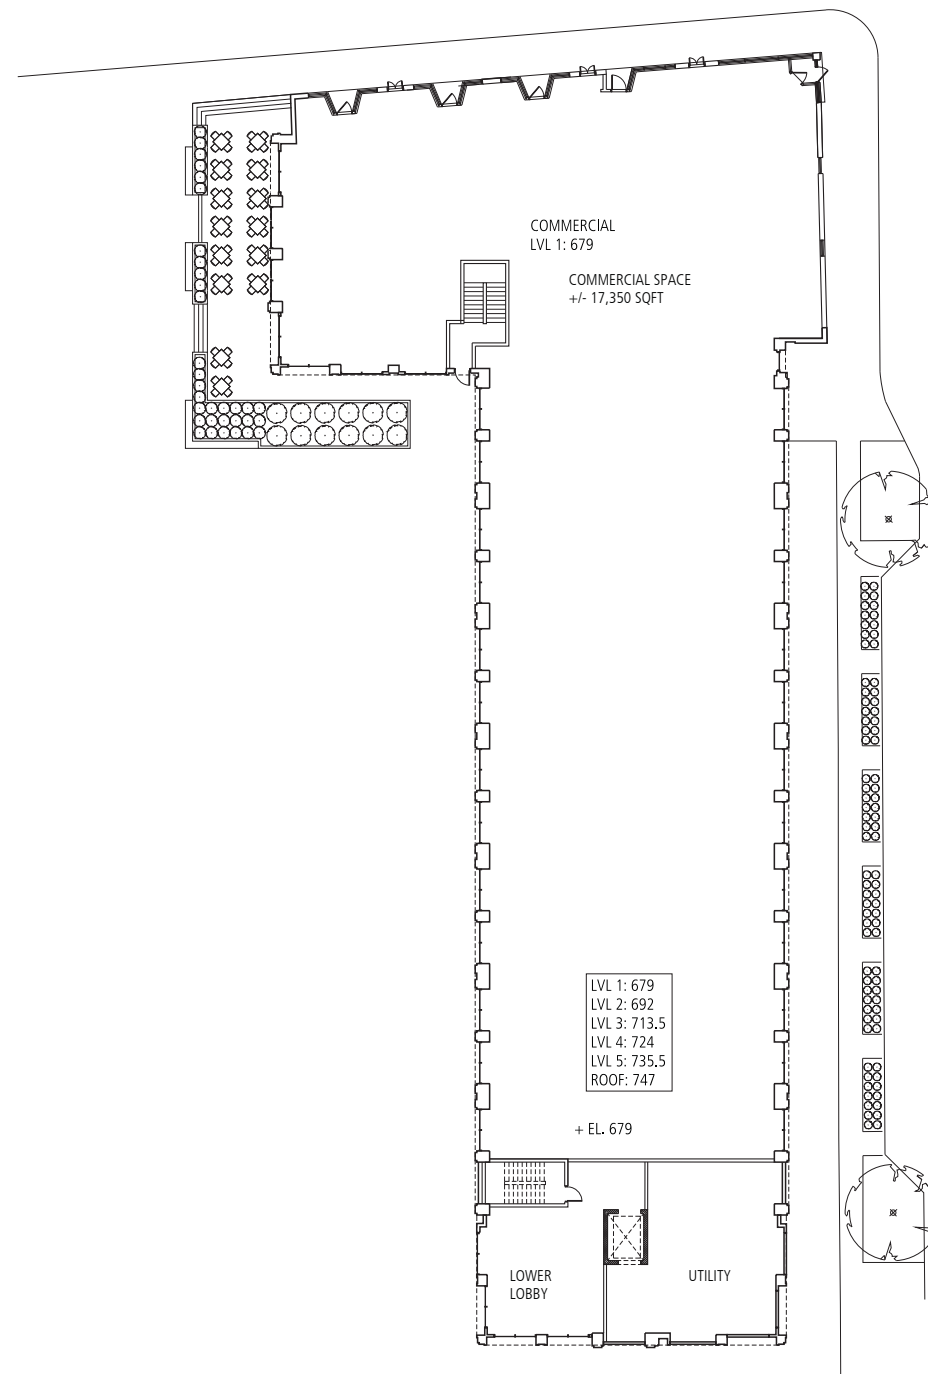 COMMERCIAL
LVL 1: 679
COMMERCIAL SPACE
+/- 17,350 SQFT
LVL 1: 679
LVL 2: 692
LVL 3: 713.5
LVL 4: 724
LVL 5: 735.5
ROOF: 747
+ EL. 679
LOWER
LOBBY
UTILITY